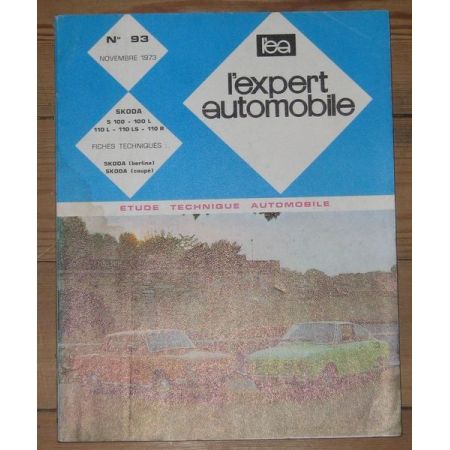 N° 93
NOVEMBRE 1973
l'ea
l'expert
automobile
SKODA
S 100 - 100 L
110 L - 110 LS - 110 R
FICHES TECHNIQUES :
SKODA (berline)
SKODA (coupé)
ETUDE TECHNIQUE AUTOMOBILE